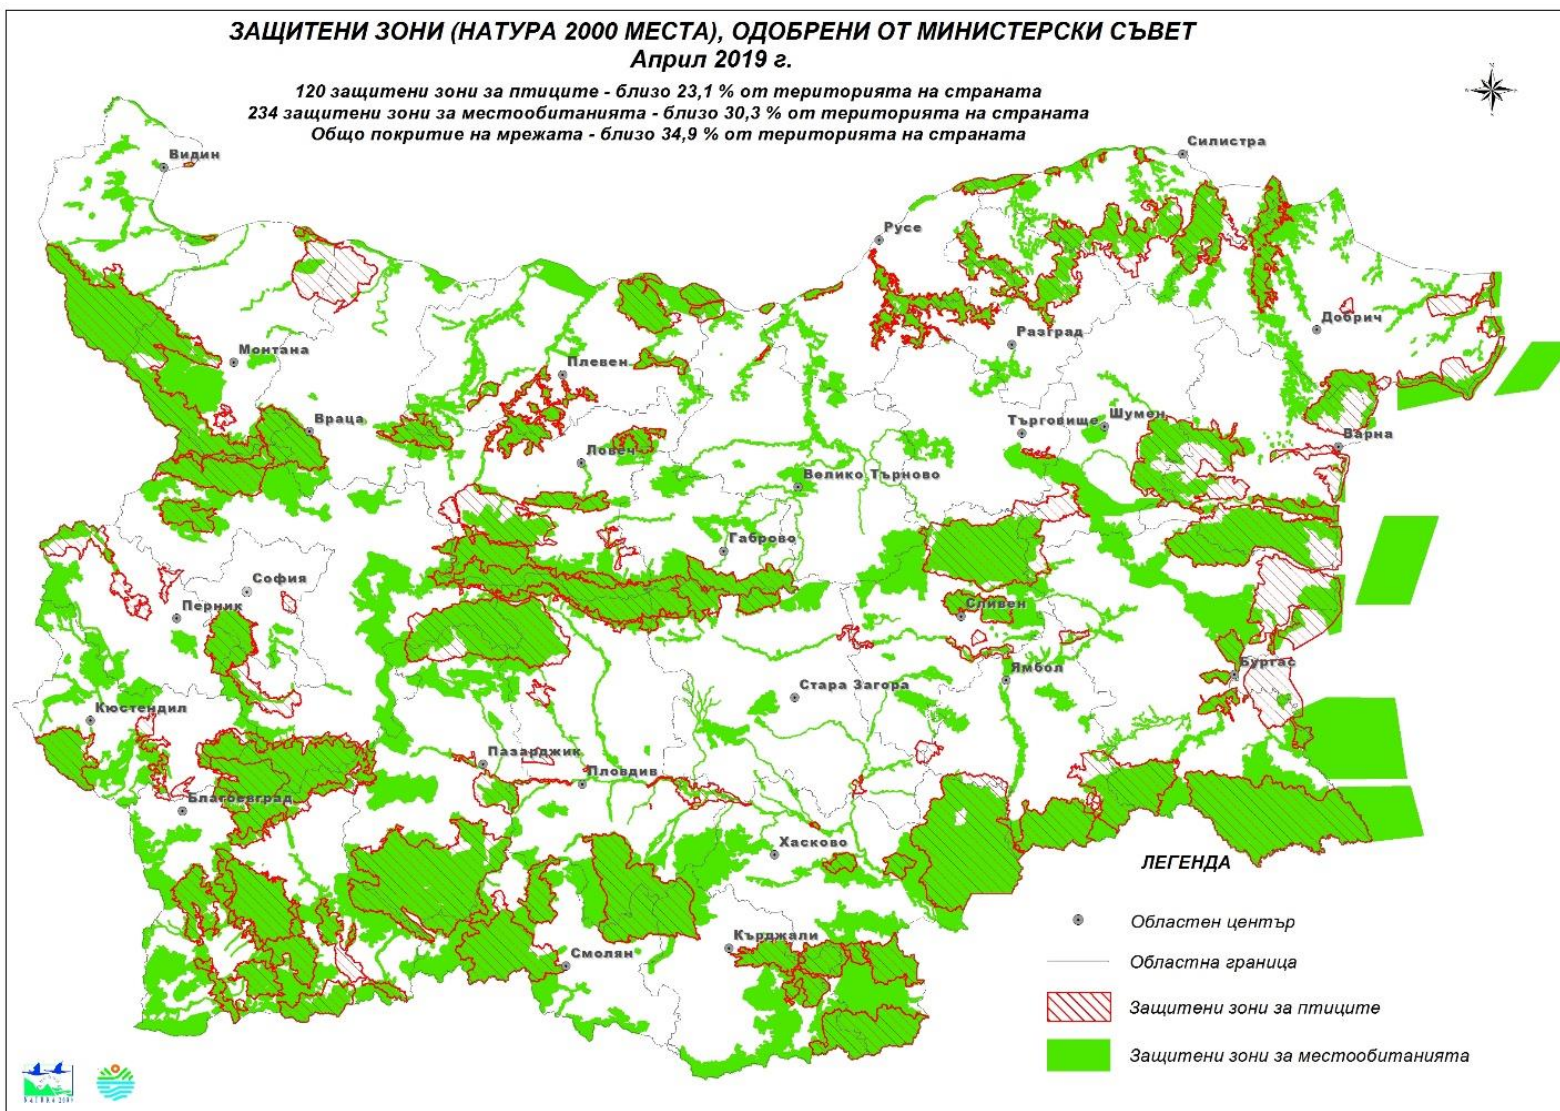 ЗАЩИТЕНИ ЗОНИ (НАТУРА 2000 МЕСТА), ОДОБРЕНИ ОТ МИНИСТЕРСКИ СЪВЕТ
Април 2019 г.
120 защитени зони за птиците - близо 23,1 % от територията на страната
234 защитени зони за местообитанията - близо 30,3 % от територията на страната
Общо покритие на мрежата - близо 34,9 % от територията на страната
Силистра
Видин
Русе
Добрич
Разград
Монтана
Плевен
Враца
Шумен
Търговище
Варна
Ловеч
Велико Търново
Габрово
София
Перник
Сливен
Бургас
Ямбол
Стара Загора
Кюстендил
Пазарджик
Пловдив
Благоевград
Хасково
Кърджали
Смолян
ЛЕГЕНДА
Областен център
Областна граница
Защитени зони за птиците
Защитени зони за местообитанията